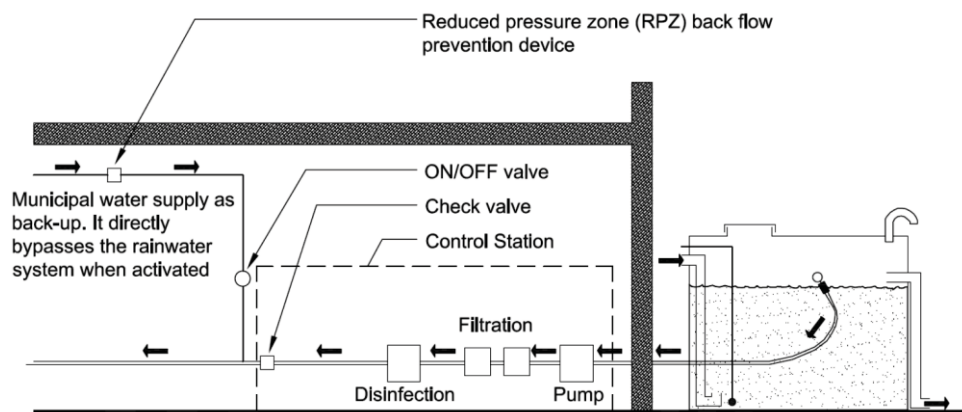 Reduced pressure zone (RPZ) back flow
prevention device
ON/OFF valve
Municipal water supply as
back-up. It directly
bypasses the rainwater
system when activated
Check valve
Control Station
Filtration
Disinfection
Pump